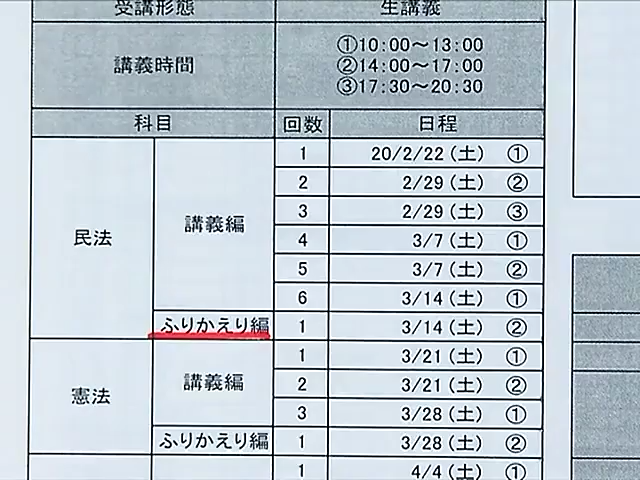 受講形態 生講義
講義時間 ①10:00～13:00
②14:00～17:00
③17:30～20:30
科目 回数 日程
民法 講義編 1 20/2/22(土) ①
2 2/29(土) ②
3 2/29(土) ③
4 3/7(土) ①
5 3/7(土) ②
6 3/14(土) ①
ふりかえり編 1 3/14(土) ②
憲法 講義編 1 3/21(土) ①
2 3/21(土) ②
3 3/28(土) ①
ふりかえり編 1 3/28(土) ②
1 4/4(土) ①